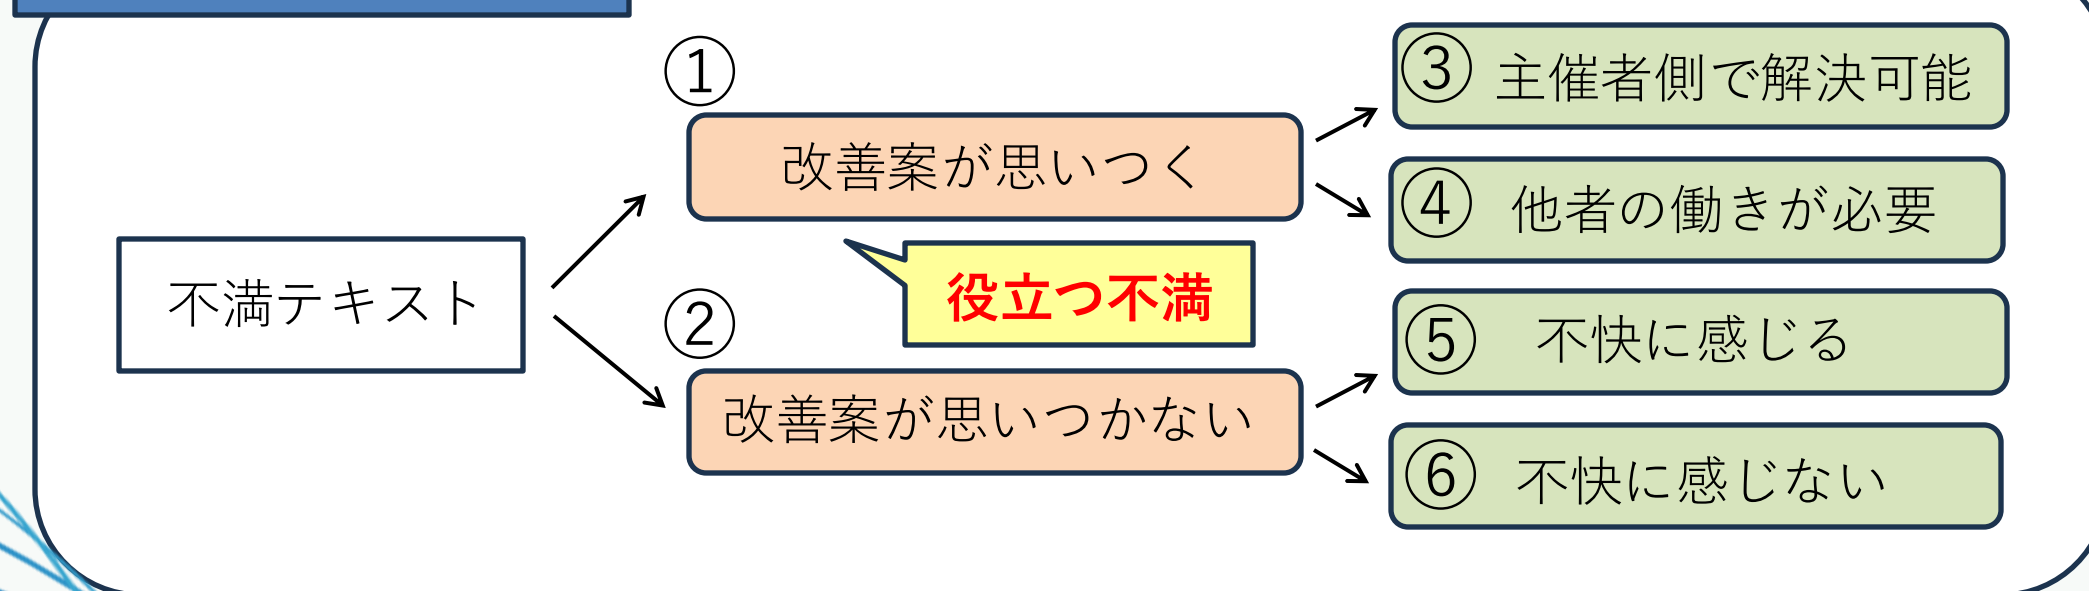 不満テキスト
①
改善案が思いつく
役立つ不満
②
改善案が思いつかない
③ 主催者側で解決可能
④ 他者の働きが必要
⑤ 不快に感じる
⑥ 不快に感じない